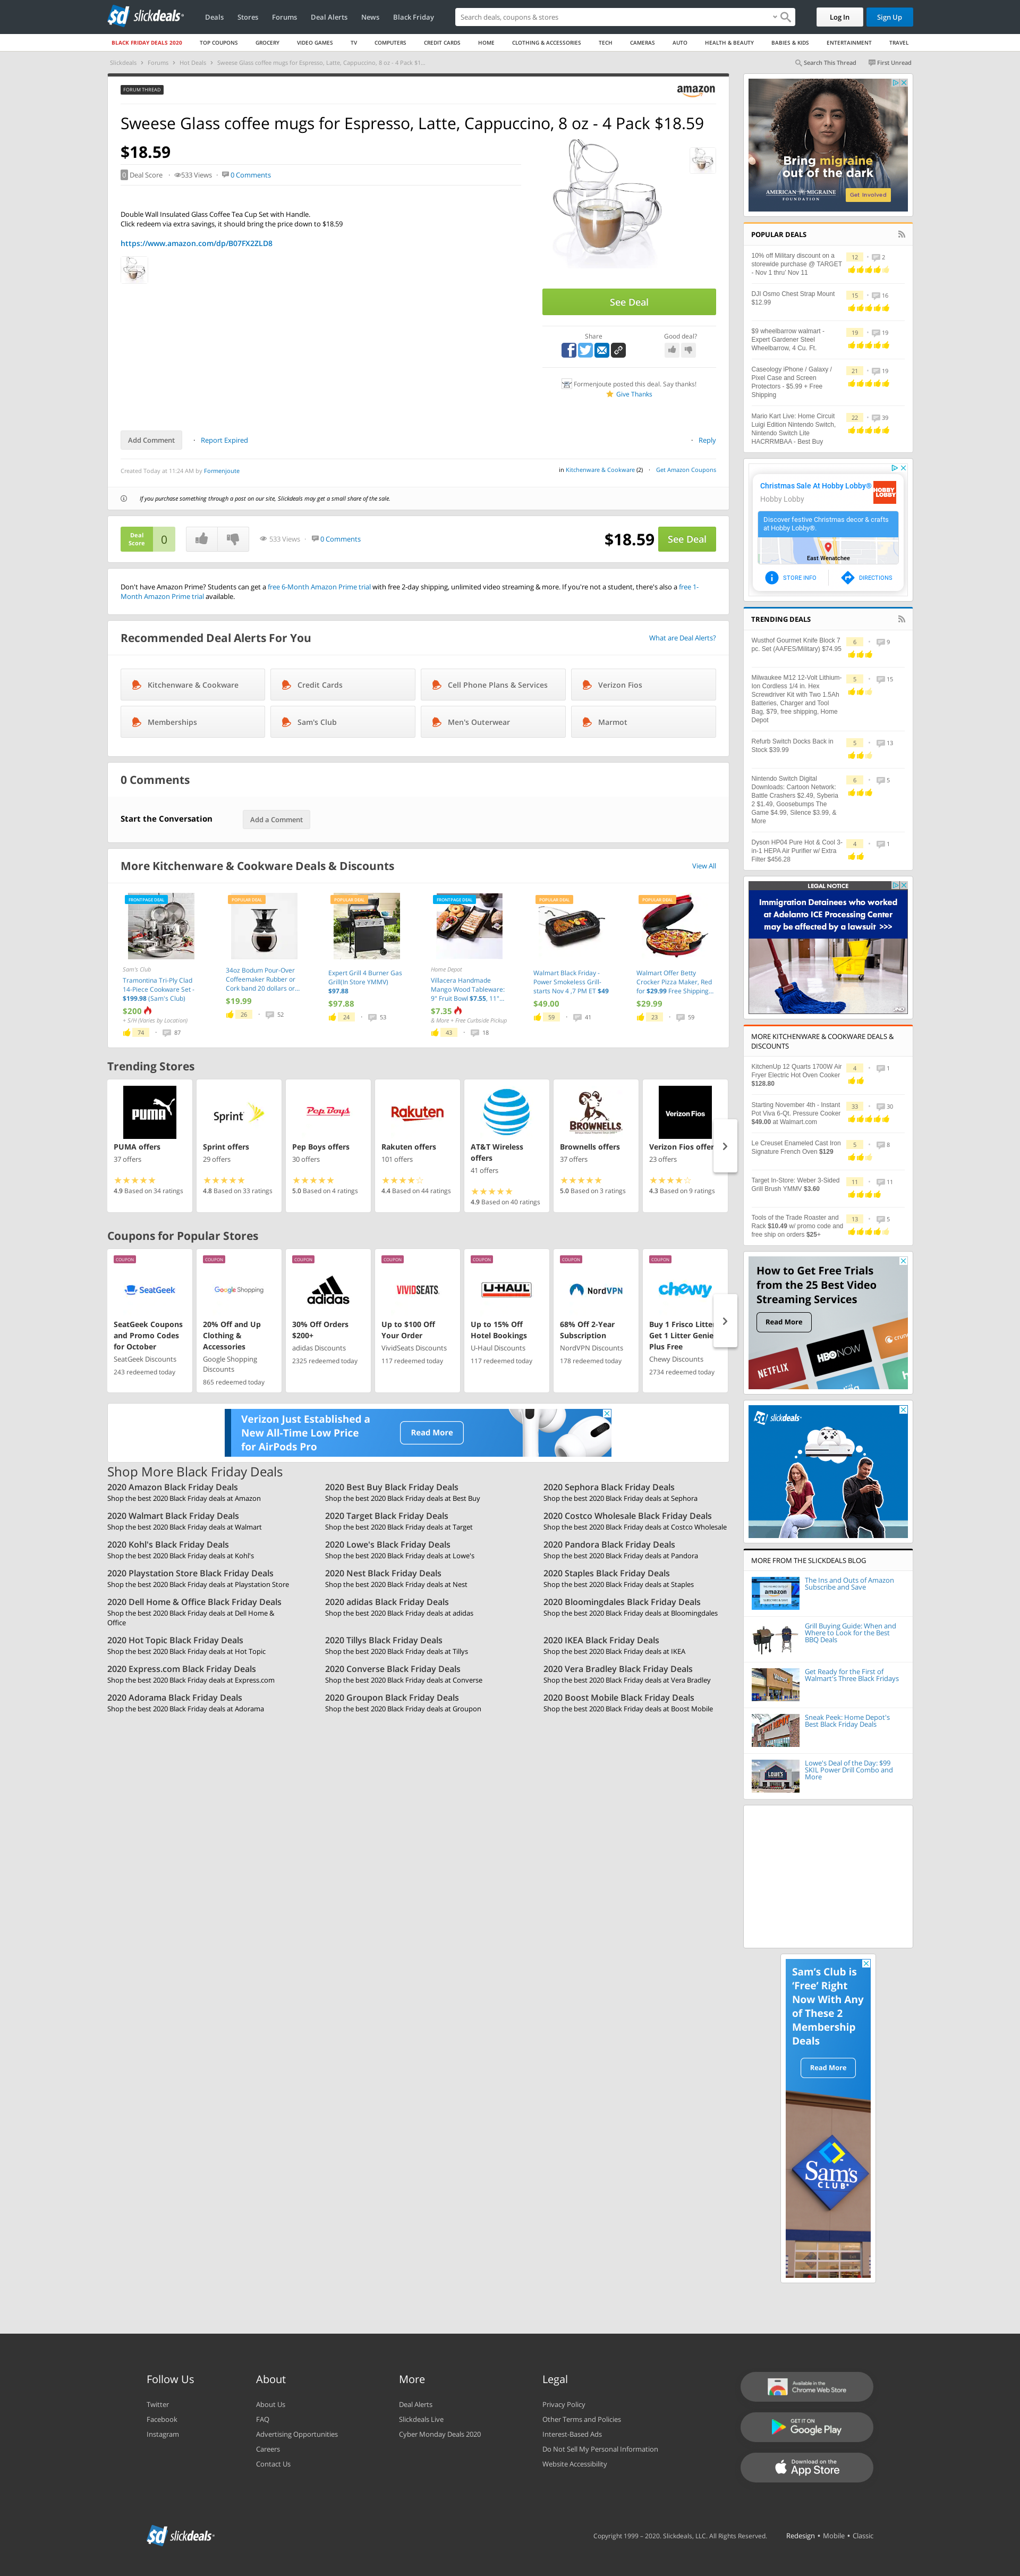 slickdeals
Deals
Stores
Forums
Deal Alerts
News
Black Friday
Search deals, coupons & stores
Log In
Sign Up
BLACK FRIDAY DEALS 2020
TOP COUPONS
GROCERY
VIDEO GAMES
TV
COMPUTERS
CREDIT CARDS
HOME
CLOTHING & ACCESSORIES
TECH
CAMERAS
AUTO
HEALTH & BEAUTY
BABIES & KIDS
ENTERTAINMENT
TRAVEL
Slickdeals › Forums › Hot Deals › Sweese Glass coffee mugs for Espresso, Latte, Cappuccino, 8 oz - 4 Pack $1...
Search This Thread
First Unread
FORUM THREAD
amazon
Sweese Glass coffee mugs for Espresso, Latte, Cappuccino, 8 oz - 4 Pack $18.59
$18.59
0 Deal Score · 533 Views · 0 Comments
Double Wall Insulated Glass Coffee Tea Cup Set with Handle.
Click redeem via extra savings, it should bring the price down to $18.59
https://www.amazon.com/dp/B07FX2ZLD8
See Deal
Share
Good deal?
Formenjoute posted this deal. Say thanks!
Give Thanks
Add Comment
· Report Expired
· Reply
Created Today at 11:24 AM by Formenjoute
in Kitchenware & Cookware (2) · Get Amazon Coupons
If you purchase something through a post on our site, Slickdeals may get a small share of the sale.
Deal Score
0
533 Views · 0 Comments
$18.59
See Deal
Don't have Amazon Prime? Students can get a free 6-Month Amazon Prime trial with free 2-day shipping, unlimited video streaming & more. If you're not a student, there's also a free 1-
Month Amazon Prime trial available.
Recommended Deal Alerts For You
What are Deal Alerts?
Kitchenware & Cookware
Credit Cards
Cell Phone Plans & Services
Verizon Fios
Memberships
Sam's Club
Men's Outerwear
Marmot
0 Comments
Start the Conversation
Add a Comment
More Kitchenware & Cookware Deals & Discounts
View All
FRONTPAGE DEAL
Sam's Club
Tramontina Tri-Ply Clad
14-Piece Cookware Set -
$199.98 (Sam's Club)
$200
+ S/H (Varies by Location)
74 · 87
POPULAR DEAL
34oz Bodum Pour-Over
Coffeemaker Rubber or
Cork band 20 dollars or...
$19.99
26 · 52
POPULAR DEAL
Expert Grill 4 Burner Gas
Grill(In Store YMMV)
$97.88
$97.88
24 · 53
FRONTPAGE DEAL
Home Depot
Villacera Handmade
Mango Wood Tableware:
9" Fruit Bowl $7.55, 11"...
$7.35
& More + Free Curbside Pickup
43 · 18
POPULAR DEAL
Walmart Black Friday -
Power Smokeless Grill-
starts Nov 4 ,7 PM ET $49
$49.00
59 · 41
POPULAR DEAL
Walmart Offer Betty
Crocker Pizza Maker, Red
for $29.99 Free Shipping...
$29.99
23 · 59
Trending Stores
PUMA
PUMA offers
37 offers
4.9 Based on 34 ratings
Sprint
Sprint offers
29 offers
4.8 Based on 33 ratings
Pep Boys
Pep Boys offers
30 offers
5.0 Based on 4 ratings
Rakuten
Rakuten offers
101 offers
4.4 Based on 44 ratings
AT&T Wireless
offers
41 offers
4.9 Based on 40 ratings
BROWNELLS
Brownells offers
37 offers
5.0 Based on 3 ratings
Verizon Fios
Verizon Fios offer
23 offers
4.3 Based on 9 ratings
Coupons for Popular Stores
COUPON
SeatGeek
SeatGeek Coupons
and Promo Codes
for October
SeatGeek Discounts
243 redeemed today
COUPON
Google Shopping
20% Off and Up
Clothing &
Accessories
Google Shopping
Discounts
865 redeemed today
COUPON
adidas
30% Off Orders
$200+
adidas Discounts
2325 redeemed today
COUPON
VIVIDSEATS
Up to $100 Off
Your Order
VividSeats Discounts
117 redeemed today
COUPON
U-HAUL
Up to 15% Off
Hotel Bookings
U-Haul Discounts
117 redeemed today
COUPON
NordVPN
68% Off 2-Year
Subscription
NordVPN Discounts
178 redeemed today
COUPON
chewy
Buy 1 Frisco Litter
Get 1 Litter Genie
Plus Free
Chewy Discounts
2734 redeemed today
Verizon Just Established a
New All-Time Low Price
for AirPods Pro
Read More
Shop More Black Friday Deals
2020 Amazon Black Friday Deals
Shop the best 2020 Black Friday deals at Amazon
2020 Best Buy Black Friday Deals
Shop the best 2020 Black Friday deals at Best Buy
2020 Sephora Black Friday Deals
Shop the best 2020 Black Friday deals at Sephora
2020 Walmart Black Friday Deals
Shop the best 2020 Black Friday deals at Walmart
2020 Target Black Friday Deals
Shop the best 2020 Black Friday deals at Target
2020 Costco Wholesale Black Friday Deals
Shop the best 2020 Black Friday deals at Costco Wholesale
2020 Kohl's Black Friday Deals
Shop the best 2020 Black Friday deals at Kohl's
2020 Lowe's Black Friday Deals
Shop the best 2020 Black Friday deals at Lowe's
2020 Pandora Black Friday Deals
Shop the best 2020 Black Friday deals at Pandora
2020 Playstation Store Black Friday Deals
Shop the best 2020 Black Friday deals at Playstation Store
2020 Nest Black Friday Deals
Shop the best 2020 Black Friday deals at Nest
2020 Staples Black Friday Deals
Shop the best 2020 Black Friday deals at Staples
2020 Dell Home & Office Black Friday Deals
Shop the best 2020 Black Friday deals at Dell Home &
Office
2020 adidas Black Friday Deals
Shop the best 2020 Black Friday deals at adidas
2020 Bloomingdales Black Friday Deals
Shop the best 2020 Black Friday deals at Bloomingdales
2020 Hot Topic Black Friday Deals
Shop the best 2020 Black Friday deals at Hot Topic
2020 Tillys Black Friday Deals
Shop the best 2020 Black Friday deals at Tillys
2020 IKEA Black Friday Deals
Shop the best 2020 Black Friday deals at IKEA
2020 Express.com Black Friday Deals
Shop the best 2020 Black Friday deals at Express.com
2020 Converse Black Friday Deals
Shop the best 2020 Black Friday deals at Converse
2020 Vera Bradley Black Friday Deals
Shop the best 2020 Black Friday deals at Vera Bradley
2020 Adorama Black Friday Deals
Shop the best 2020 Black Friday deals at Adorama
2020 Groupon Black Friday Deals
Shop the best 2020 Black Friday deals at Groupon
2020 Boost Mobile Black Friday Deals
Shop the best 2020 Black Friday deals at Boost Mobile
Bring migraine
out of the dark
AMERICAN MIGRAINE
FOUNDATION
Get Involved
POPULAR DEALS
10% off Military discount on a
storewide purchase @ TARGET
- Nov 1 thru' Nov 11
12 · 2
DJI Osmo Chest Strap Mount
$12.99
15 · 16
$9 wheelbarrow walmart -
Expert Gardener Steel
Wheelbarrow, 4 Cu. Ft.
19 · 19
Caseology iPhone / Galaxy /
Pixel Case and Screen
Protectors - $5.99 + Free
Shipping
21 · 19
Mario Kart Live: Home Circuit
Luigi Edition Nintendo Switch,
Nintendo Switch Lite
HACRRMBAA - Best Buy
22 · 39
Christmas Sale At Hobby Lobby®
Hobby Lobby
HOBBY
LOBBY
Discover festive Christmas decor & crafts
at Hobby Lobby®.
East Wenatchee
STORE INFO
DIRECTIONS
TRENDING DEALS
Wusthof Gourmet Knife Block 7
pc. Set (AAFES/Military) $74.95
6 · 9
Milwaukee M12 12-Volt Lithium-
Ion Cordless 1/4 in. Hex
Screwdriver Kit with Two 1.5Ah
Batteries, Charger and Tool
Bag, $79, free shipping, Home
Depot
5 · 15
Refurb Switch Docks Back in
Stock $39.99
5 · 13
Nintendo Switch Digital
Downloads: Cartoon Network:
Battle Crashers $2.49, Syberia
2 $1.49, Goosebumps The
Game $4.99, Silence $3.99, &
More
6 · 5
Dyson HP04 Pure Hot & Cool 3-
in-1 HEPA Air Purifier w/ Extra
Filter $456.28
4 · 1
LEGAL NOTICE
Immigration Detainees who worked
at Adelanto ICE Processing Center
may be affected by a lawsuit >>>
MORE KITCHENWARE & COOKWARE DEALS &
DISCOUNTS
KitchenUp 12 Quarts 1700W Air
Fryer Electric Hot Oven Cooker
$128.80
4 · 1
Starting November 4th - Instant
Pot Viva 6-Qt. Pressure Cooker
$49.00 at Walmart.com
33 · 30
Le Creuset Enameled Cast Iron
Signature French Oven $129
5 · 8
Target In-Store: Weber 3-Sided
Grill Brush YMMV $3.60
11 · 11
Tools of the Trade Roaster and
Rack $10.49 w/ promo code and
free ship on orders $25+
13 · 5
How to Get Free Trials
from the 25 Best Video
Streaming Services
Read More
NETFLIX
HBO NOW
slickdeals
MORE FROM THE SLICKDEALS BLOG
The Ins and Outs of Amazon
Subscribe and Save
Grill Buying Guide: When and
Where to Look for the Best
BBQ Deals
Get Ready for the First of
Walmart's Three Black Fridays
Sneak Peek: Home Depot's
Best Black Friday Deals
Lowe's Deal of the Day: $99
SKIL Power Drill Combo and
More
Sam's Club is
'Free' Right
Now With Any
of These 2
Membership
Deals
Read More
Sam's
CLUB
Follow Us
Twitter
Facebook
Instagram
About
About Us
FAQ
Advertising Opportunities
Careers
Contact Us
More
Deal Alerts
Slickdeals Live
Cyber Monday Deals 2020
Legal
Privacy Policy
Other Terms and Policies
Interest-Based Ads
Do Not Sell My Personal Information
Website Accessibility
Available in the
Chrome Web Store
GET IT ON
Google Play
Download on the
App Store
slickdeals
Copyright 1999 – 2020. Slickdeals, LLC. All Rights Reserved.
Redesign • Mobile • Classic